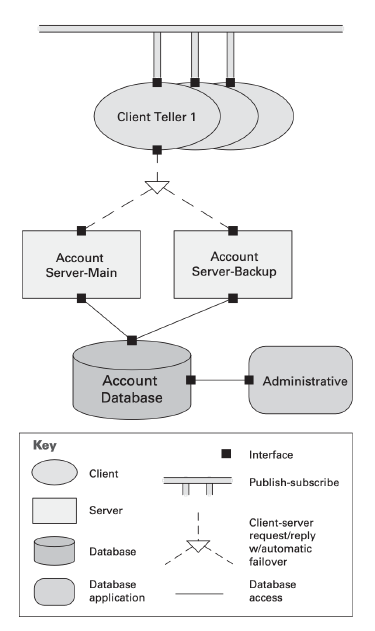 Client Teller 1
Account
Server-Main
Account
Server-Backup
Account
Database
Administrative
Key
Client
Server
Database
Database
application
Interface
Publish-subscribe
Client-server
request/reply
w/automatic
failover
Database
access